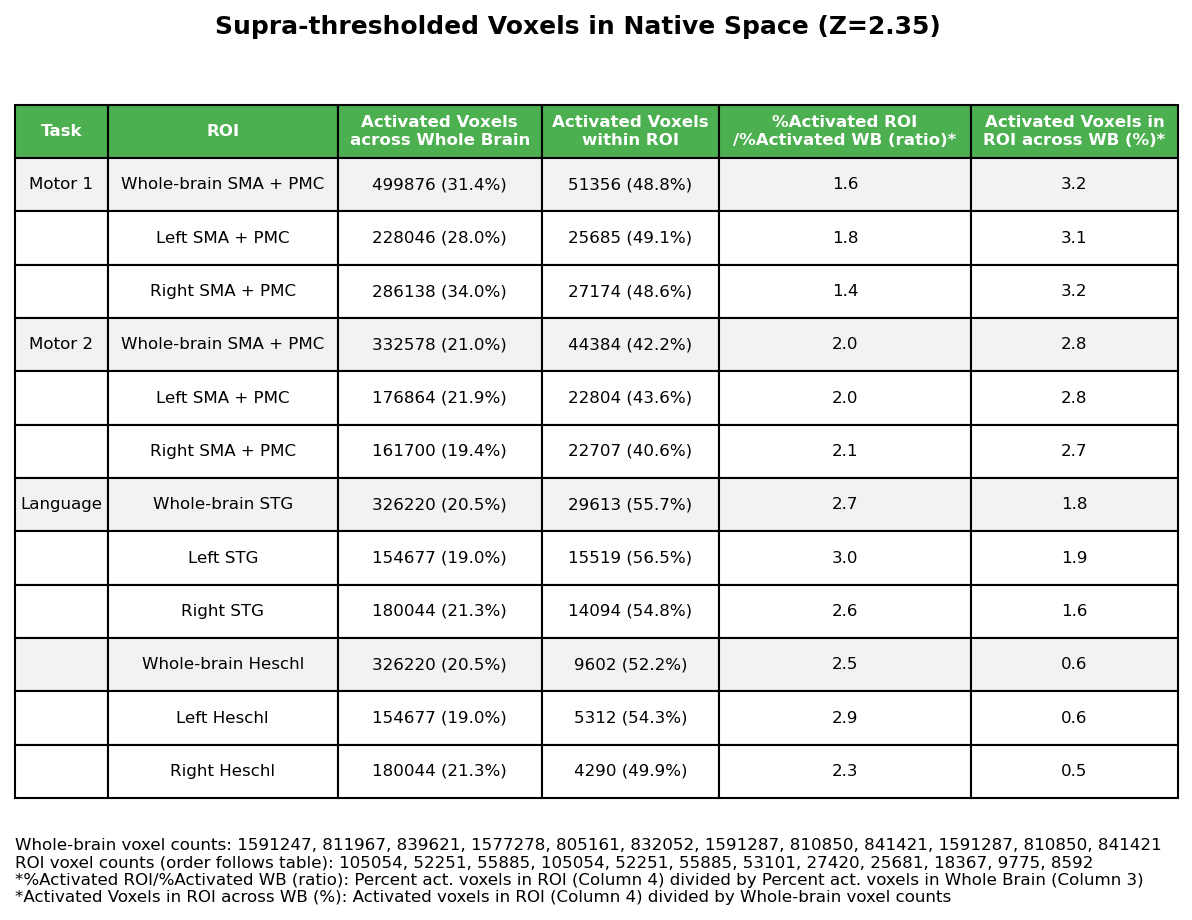 Supra-thresholded Voxels in Native Space (Z=2.35)
Task ROI Activated Voxels across Whole Brain Activated Voxels within ROI %Activated ROI /%Activated WB (ratio)* Activated Voxels in ROI across WB (%)*
Motor 1 Whole-brain SMA + PMC 499876 (31.4%) 51356 (48.8%) 1.6 3.2
Left SMA + PMC 228046 (28.0%) 25685 (49.1%) 1.8 3.1
Right SMA + PMC 286138 (34.0%) 27174 (48.6%) 1.4 3.2
Motor 2 Whole-brain SMA + PMC 332578 (21.0%) 44384 (42.2%) 2.0 2.8
Left SMA + PMC 176864 (21.9%) 22804 (43.6%) 2.0 2.8
Right SMA + PMC 161700 (19.4%) 22707 (40.6%) 2.1 2.7
Language Whole-brain STG 326220 (20.5%) 29613 (55.7%) 2.7 1.8
Left STG 154677 (19.0%) 15519 (56.5%) 3.0 1.9
Right STG 180044 (21.3%) 14094 (54.8%) 2.6 1.6
Whole-brain Heschl 326220 (20.5%) 9602 (52.2%) 2.5 0.6
Left Heschl 154677 (19.0%) 5312 (54.3%) 2.9 0.6
Right Heschl 180044 (21.3%) 4290 (49.9%) 2.3 0.5
Whole-brain voxel counts: 1591247, 811967, 839621, 1577278, 805161, 832052, 1591287, 810850, 841421, 1591287, 810850, 841421
ROI voxel counts (order follows table): 105054, 52251, 55885, 105054, 52251, 55885, 53101, 27420, 25681, 18367, 9775, 8592
*%Activated ROI/%Activated WB (ratio): Percent act. voxels in ROI (Column 4) divided by Percent act. voxels in Whole Brain (Column 3)
*Activated Voxels in ROI across WB (%): Activated voxels in ROI (Column 4) divided by Whole-brain voxel counts